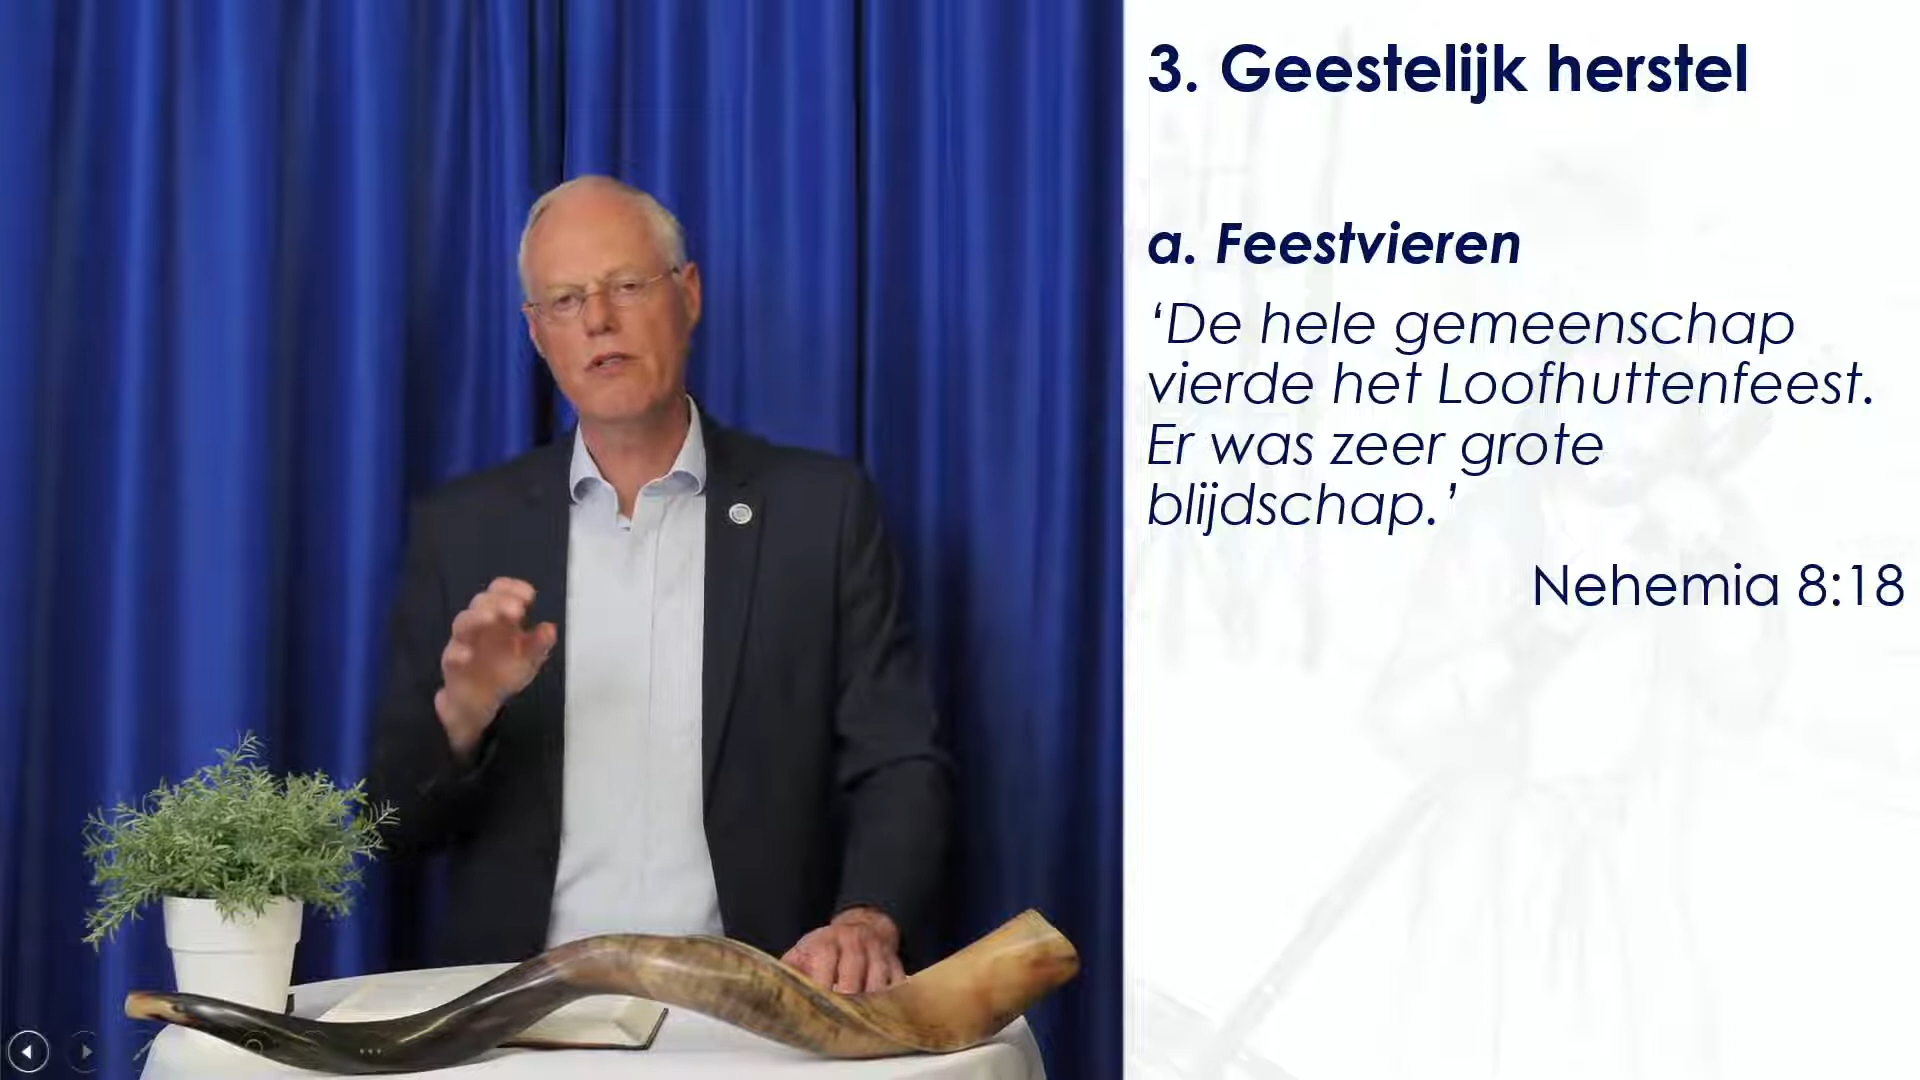 3. Geestelijk herstel
a. Feestvieren
‘De hele gemeenschap
vierde het Loofhuttenfeest.
Er was zeer grote
blijdschap.’
Nehemia 8:18